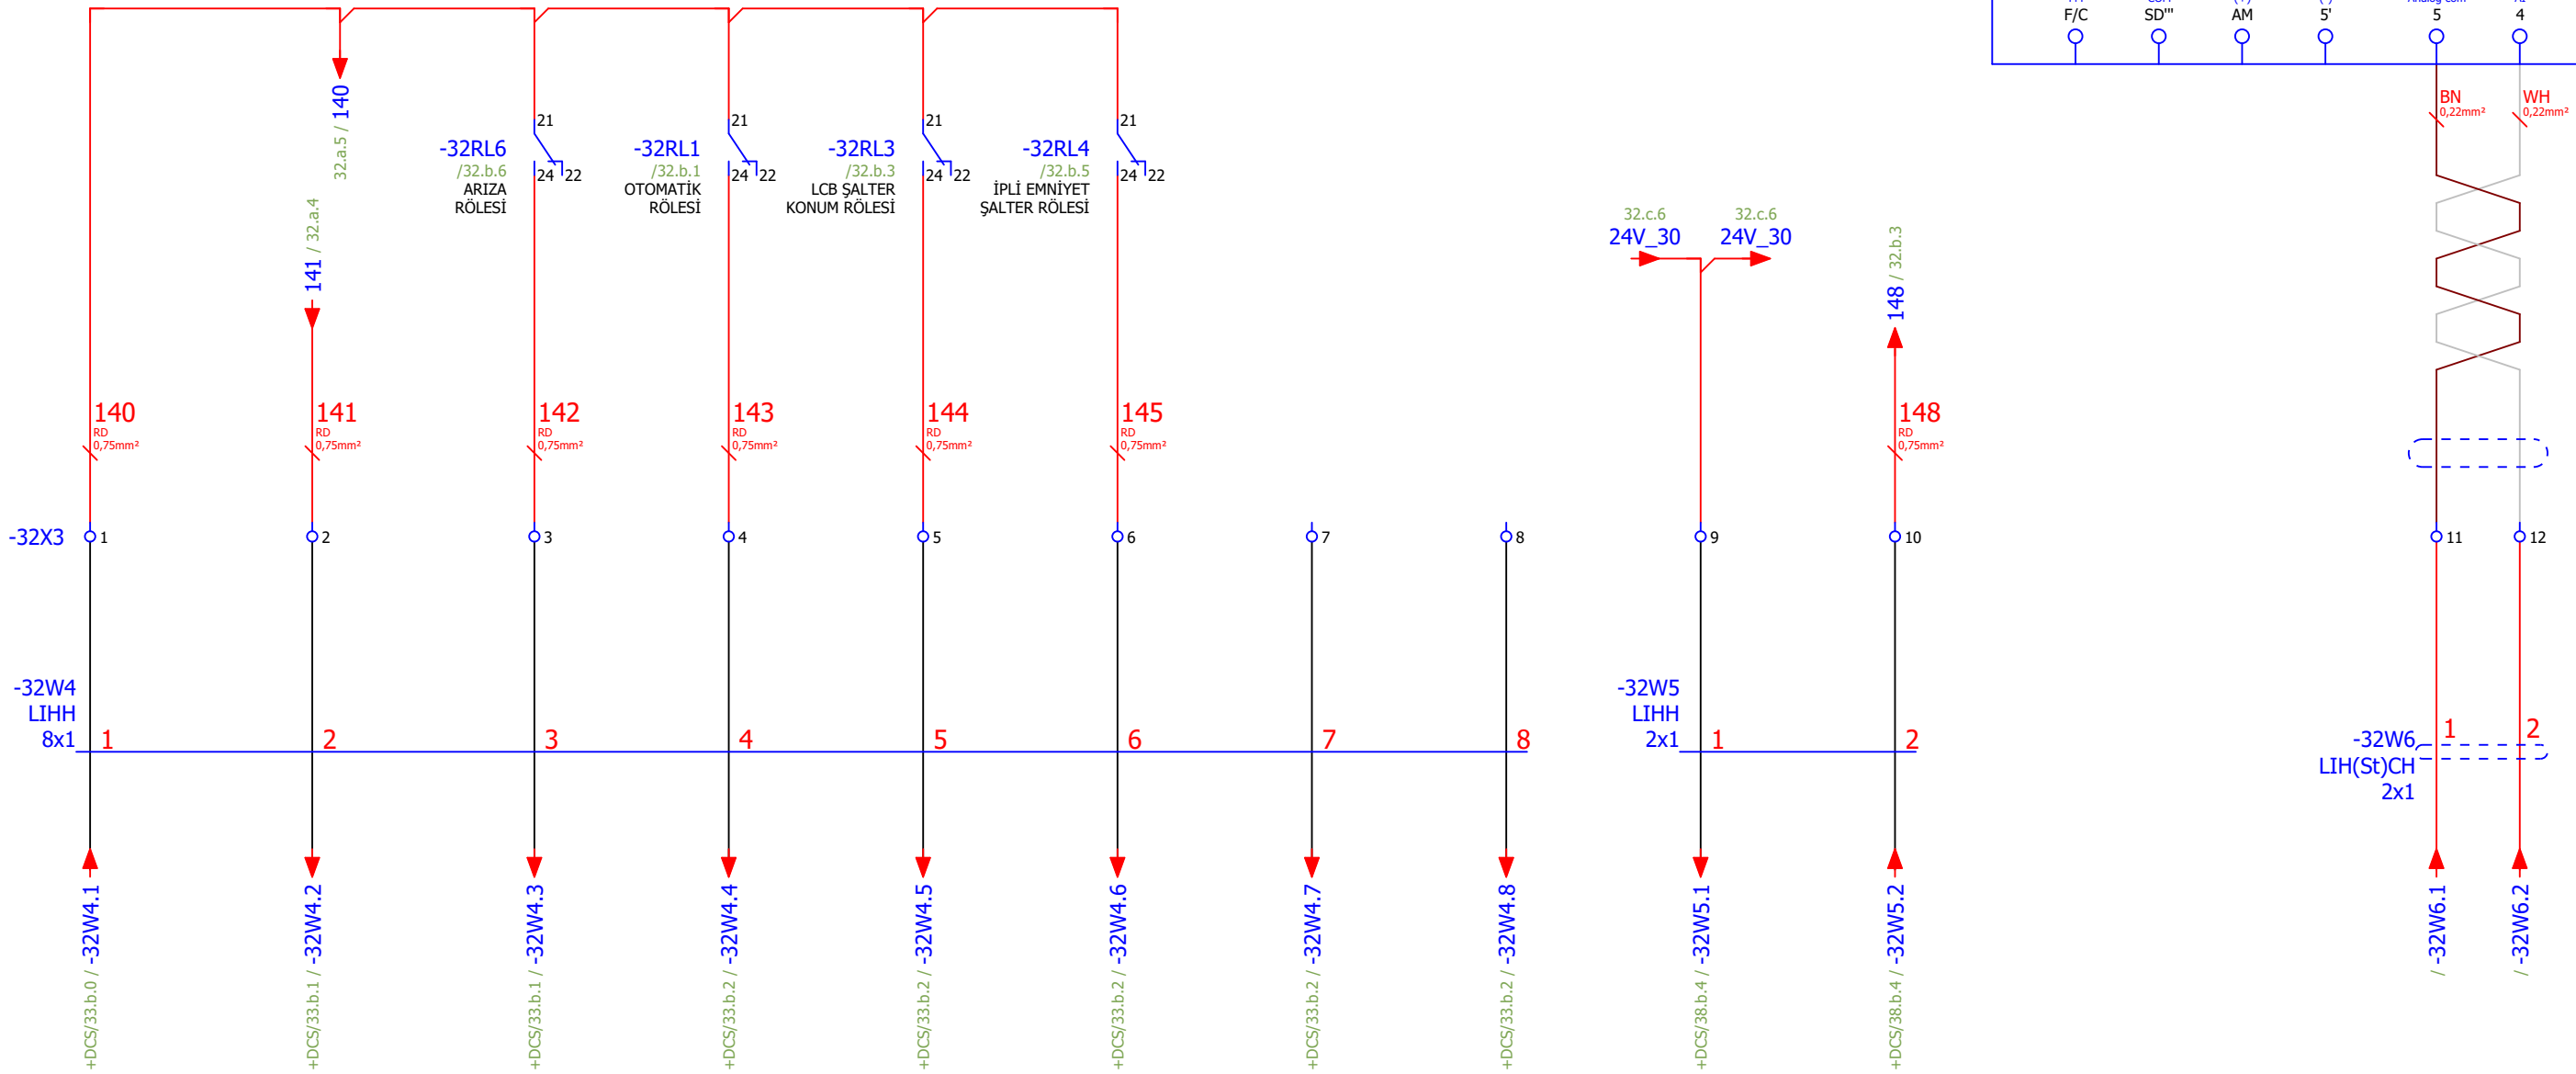 F/C
SD'''
AM
5'
5
4
BN
0,22mm²
WH
0,22mm²
32.a.5 / 140
141 / 32.a.4
21
-32RL6
/32.b.6
24
22
ARIZA
RÖLESİ
21
-32RL1
/32.b.1
24
22
OTOMATİK
RÖLESİ
21
-32RL3
/32.b.3
24
22
LCB ŞALTER
KONUM RÖLESİ
21
-32RL4
/32.b.5
24
22
İPLİ EMNİYET
ŞALTER RÖLESİ
32.c.6
24V_30
32.c.6
24V_30
148 / 32.b.3
140
RD
0,75mm²
141
RD
0,75mm²
142
RD
0,75mm²
143
RD
0,75mm²
144
RD
0,75mm²
145
RD
0,75mm²
148
RD
0,75mm²
-32X3
1
2
3
4
5
6
7
8
9
10
11
12
-32W4
LIHH
8x1
1
2
3
4
5
6
7
8
-32W5
LIHH
2x1
1
2
-32W6
LIH(St)CH
2x1
1
2
+DCS/33.b.0 / -32W4.1
+DCS/33.b.1 / -32W4.2
+DCS/33.b.1 / -32W4.3
+DCS/33.b.2 / -32W4.4
+DCS/33.b.2 / -32W4.5
+DCS/33.b.2 / -32W4.6
+DCS/33.b.2 / -32W4.7
+DCS/33.b.2 / -32W4.8
+DCS/38.b.4 / -32W5.1
+DCS/38.b.4 / -32W5.2
/ -32W6.1
/ -32W6.2